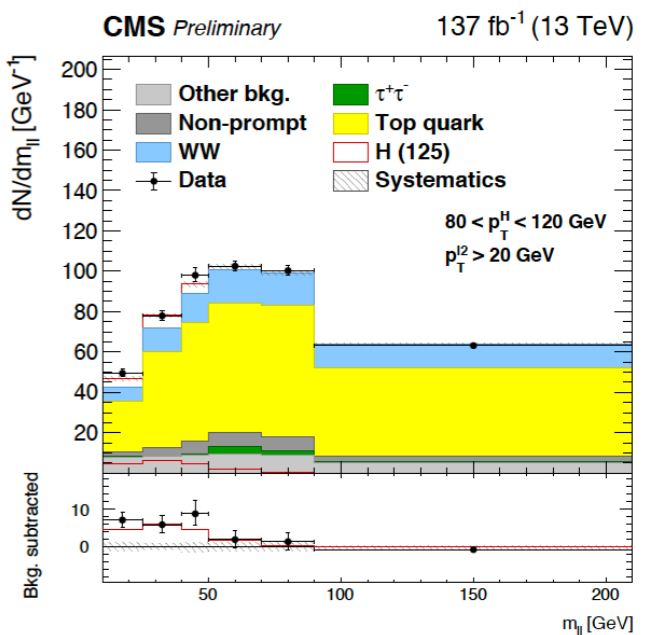 CMS Preliminary 137 fb⁻¹ (13 TeV)
dN/dm_ll [GeV⁻¹]
200
180
160
140
120
100
80
60
40
20
Other bkg. τ⁺τ⁻
Non-prompt Top quark
WW H (125)
Data Systematics
80 < p_T^H < 120 GeV
p_T^l2 > 20 GeV
Bkg. subtracted
10
0
50 100 150 200
m_ll [GeV]